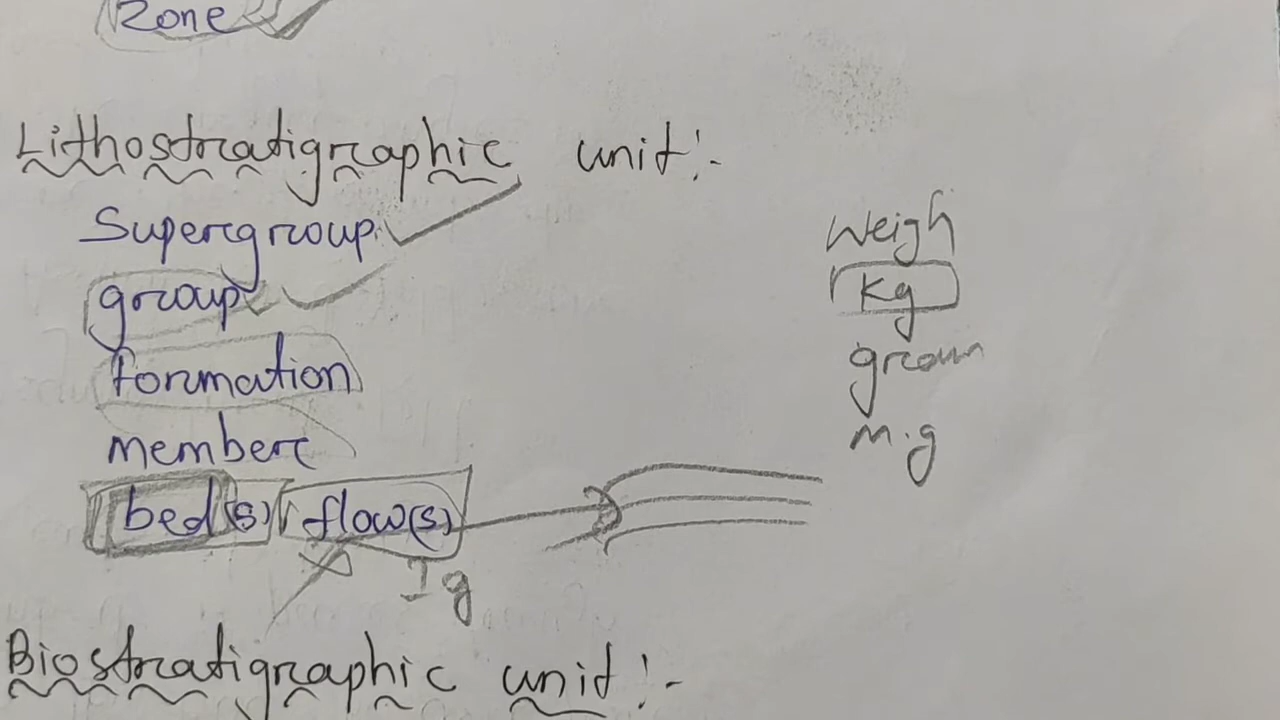 Zone
Lithostratigraphic unit:-
Supergroup
group
formation
member
bed(s) flow(s)
Ig
Weigh
Kg
gram
m.g
Biostratigraphic unit:-